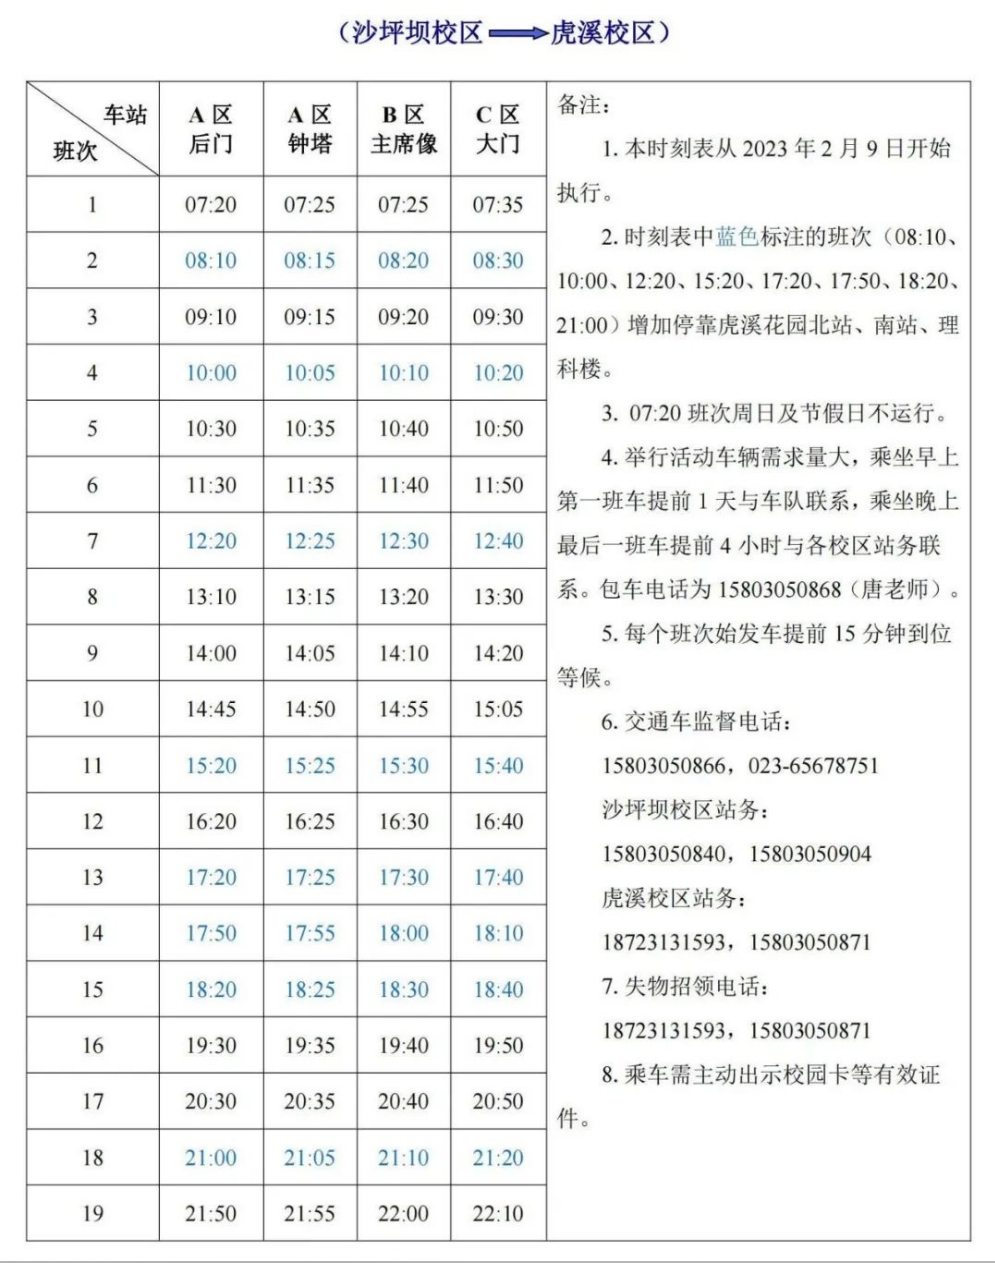 （沙坪坝校区 ➡ 虎溪校区）
车站
班次
A 区 后门
A 区 钟塔
B 区 主席像
C 区 大门
1 07:20 07:25 07:25 07:35
2 08:10 08:15 08:20 08:30
3 09:10 09:15 09:20 09:30
4 10:00 10:05 10:10 10:20
5 10:30 10:35 10:40 10:50
6 11:30 11:35 11:40 11:50
7 12:20 12:25 12:30 12:40
8 13:10 13:15 13:20 13:30
9 14:00 14:05 14:10 14:20
10 14:45 14:50 14:55 15:05
11 15:20 15:25 15:30 15:40
12 16:20 16:25 16:30 16:40
13 17:20 17:25 17:30 17:40
14 17:50 17:55 18:00 18:10
15 18:20 18:25 18:30 18:40
16 19:30 19:35 19:40 19:50
17 20:30 20:35 20:40 20:50
18 21:00 21:05 21:10 21:20
19 21:50 21:55 22:00 22:10
备注：
1. 本时刻表从 2023 年 2 月 9 日开始
执行。
2. 时刻表中蓝色标注的班次（08:10、
10:00、12:20、15:20、17:20、17:50、18:20、
21:00）增加停靠虎溪花园北站、南站、理
科楼。
3. 07:20 班次周日及节假日不运行。
4. 举行活动车辆需求量大，乘坐早上
第一班车提前 1 天与车队联系，乘坐晚上
最后一班车提前 4 小时与各校区站务联
系。包车电话为 15803050868（唐老师）。
5. 每个班次始发车提前 15 分钟到位
等候。
6. 交通车监督电话：
15803050866，023-65678751
沙坪坝校区站务：
15803050840，15803050904
虎溪校区站务：
18723131593，15803050871
7. 失物招领电话：
18723131593，15803050871
8. 乘车需主动出示校园卡等有效证
件。